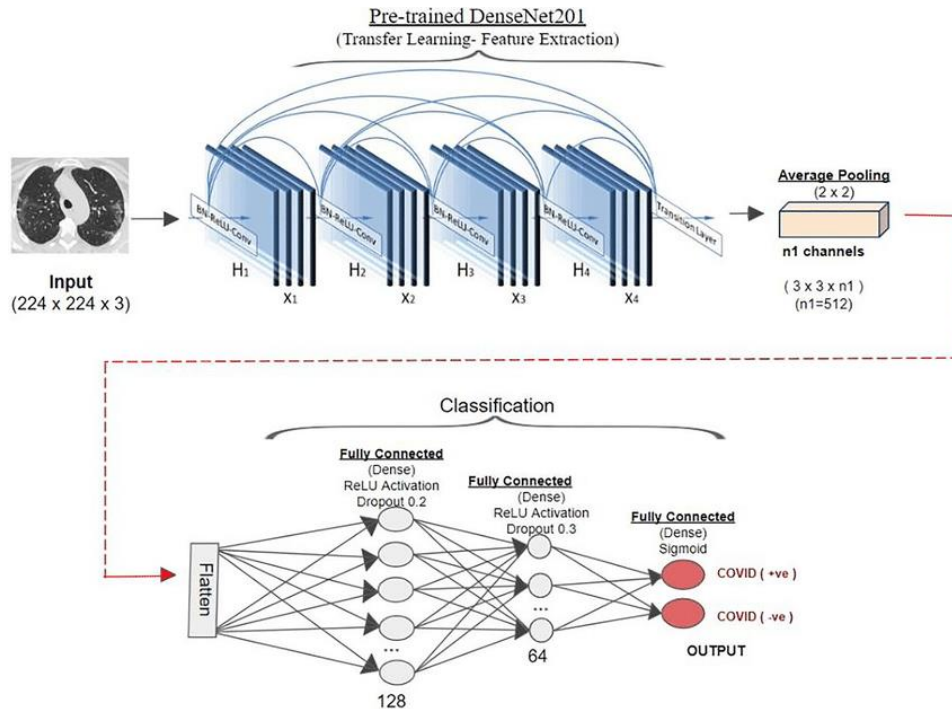 Pre-trained DenseNet201
(Transfer Learning- Feature Extraction)
BN-ReLU-Conv
H1
X1
BN-ReLU-Conv
H2
X2
BN-ReLU-Conv
H3
X3
BN-ReLU-Conv
H4
X4
Transition Layer
Input
(224 x 224 x 3)
Average Pooling
(2 x 2)
n1 channels
( 3 x 3 x n1 )
(n1=512)
Classification
Flatten
Fully Connected
(Dense)
ReLU Activation
Dropout 0.2
...
128
Fully Connected
(Dense)
ReLU Activation
Dropout 0.3
...
64
Fully Connected
(Dense)
Sigmoid
COVID ( +ve )
COVID ( -ve )
OUTPUT